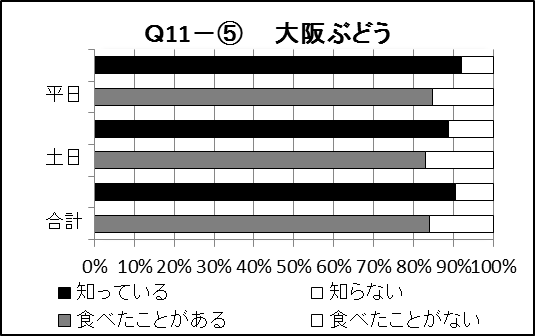 Q11－⑤　大阪ぶどう
平日
土日
合計
0% 10% 20% 30% 40% 50% 60% 70% 80% 90% 100%
知っている 知らない
食べたことがある 食べたことがない